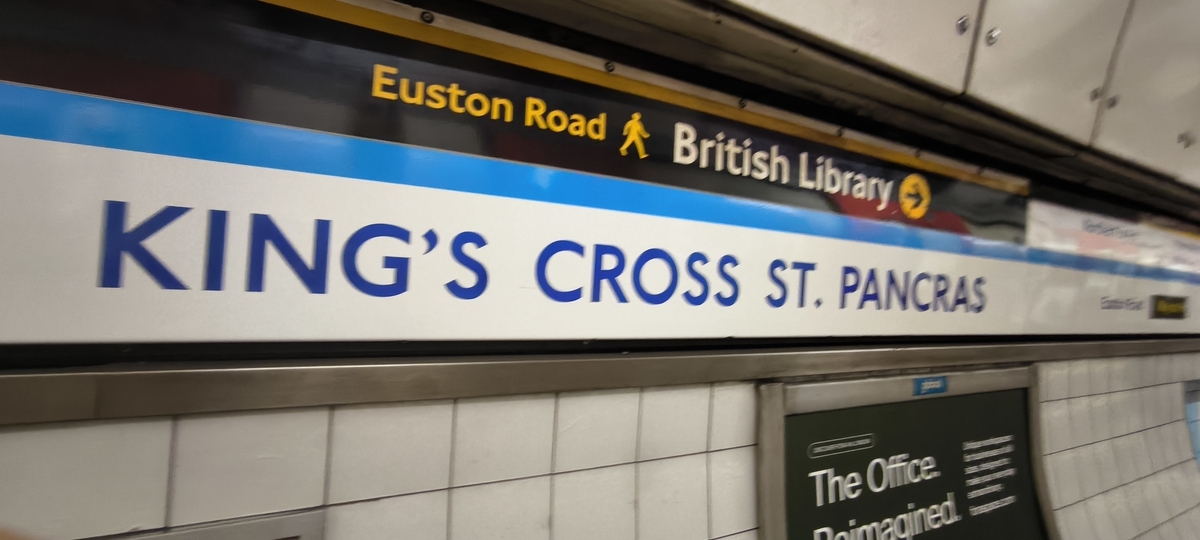 Euston Road
British Library
KING'S CROSS ST. PANCRAS
The Office.
Reimagined.